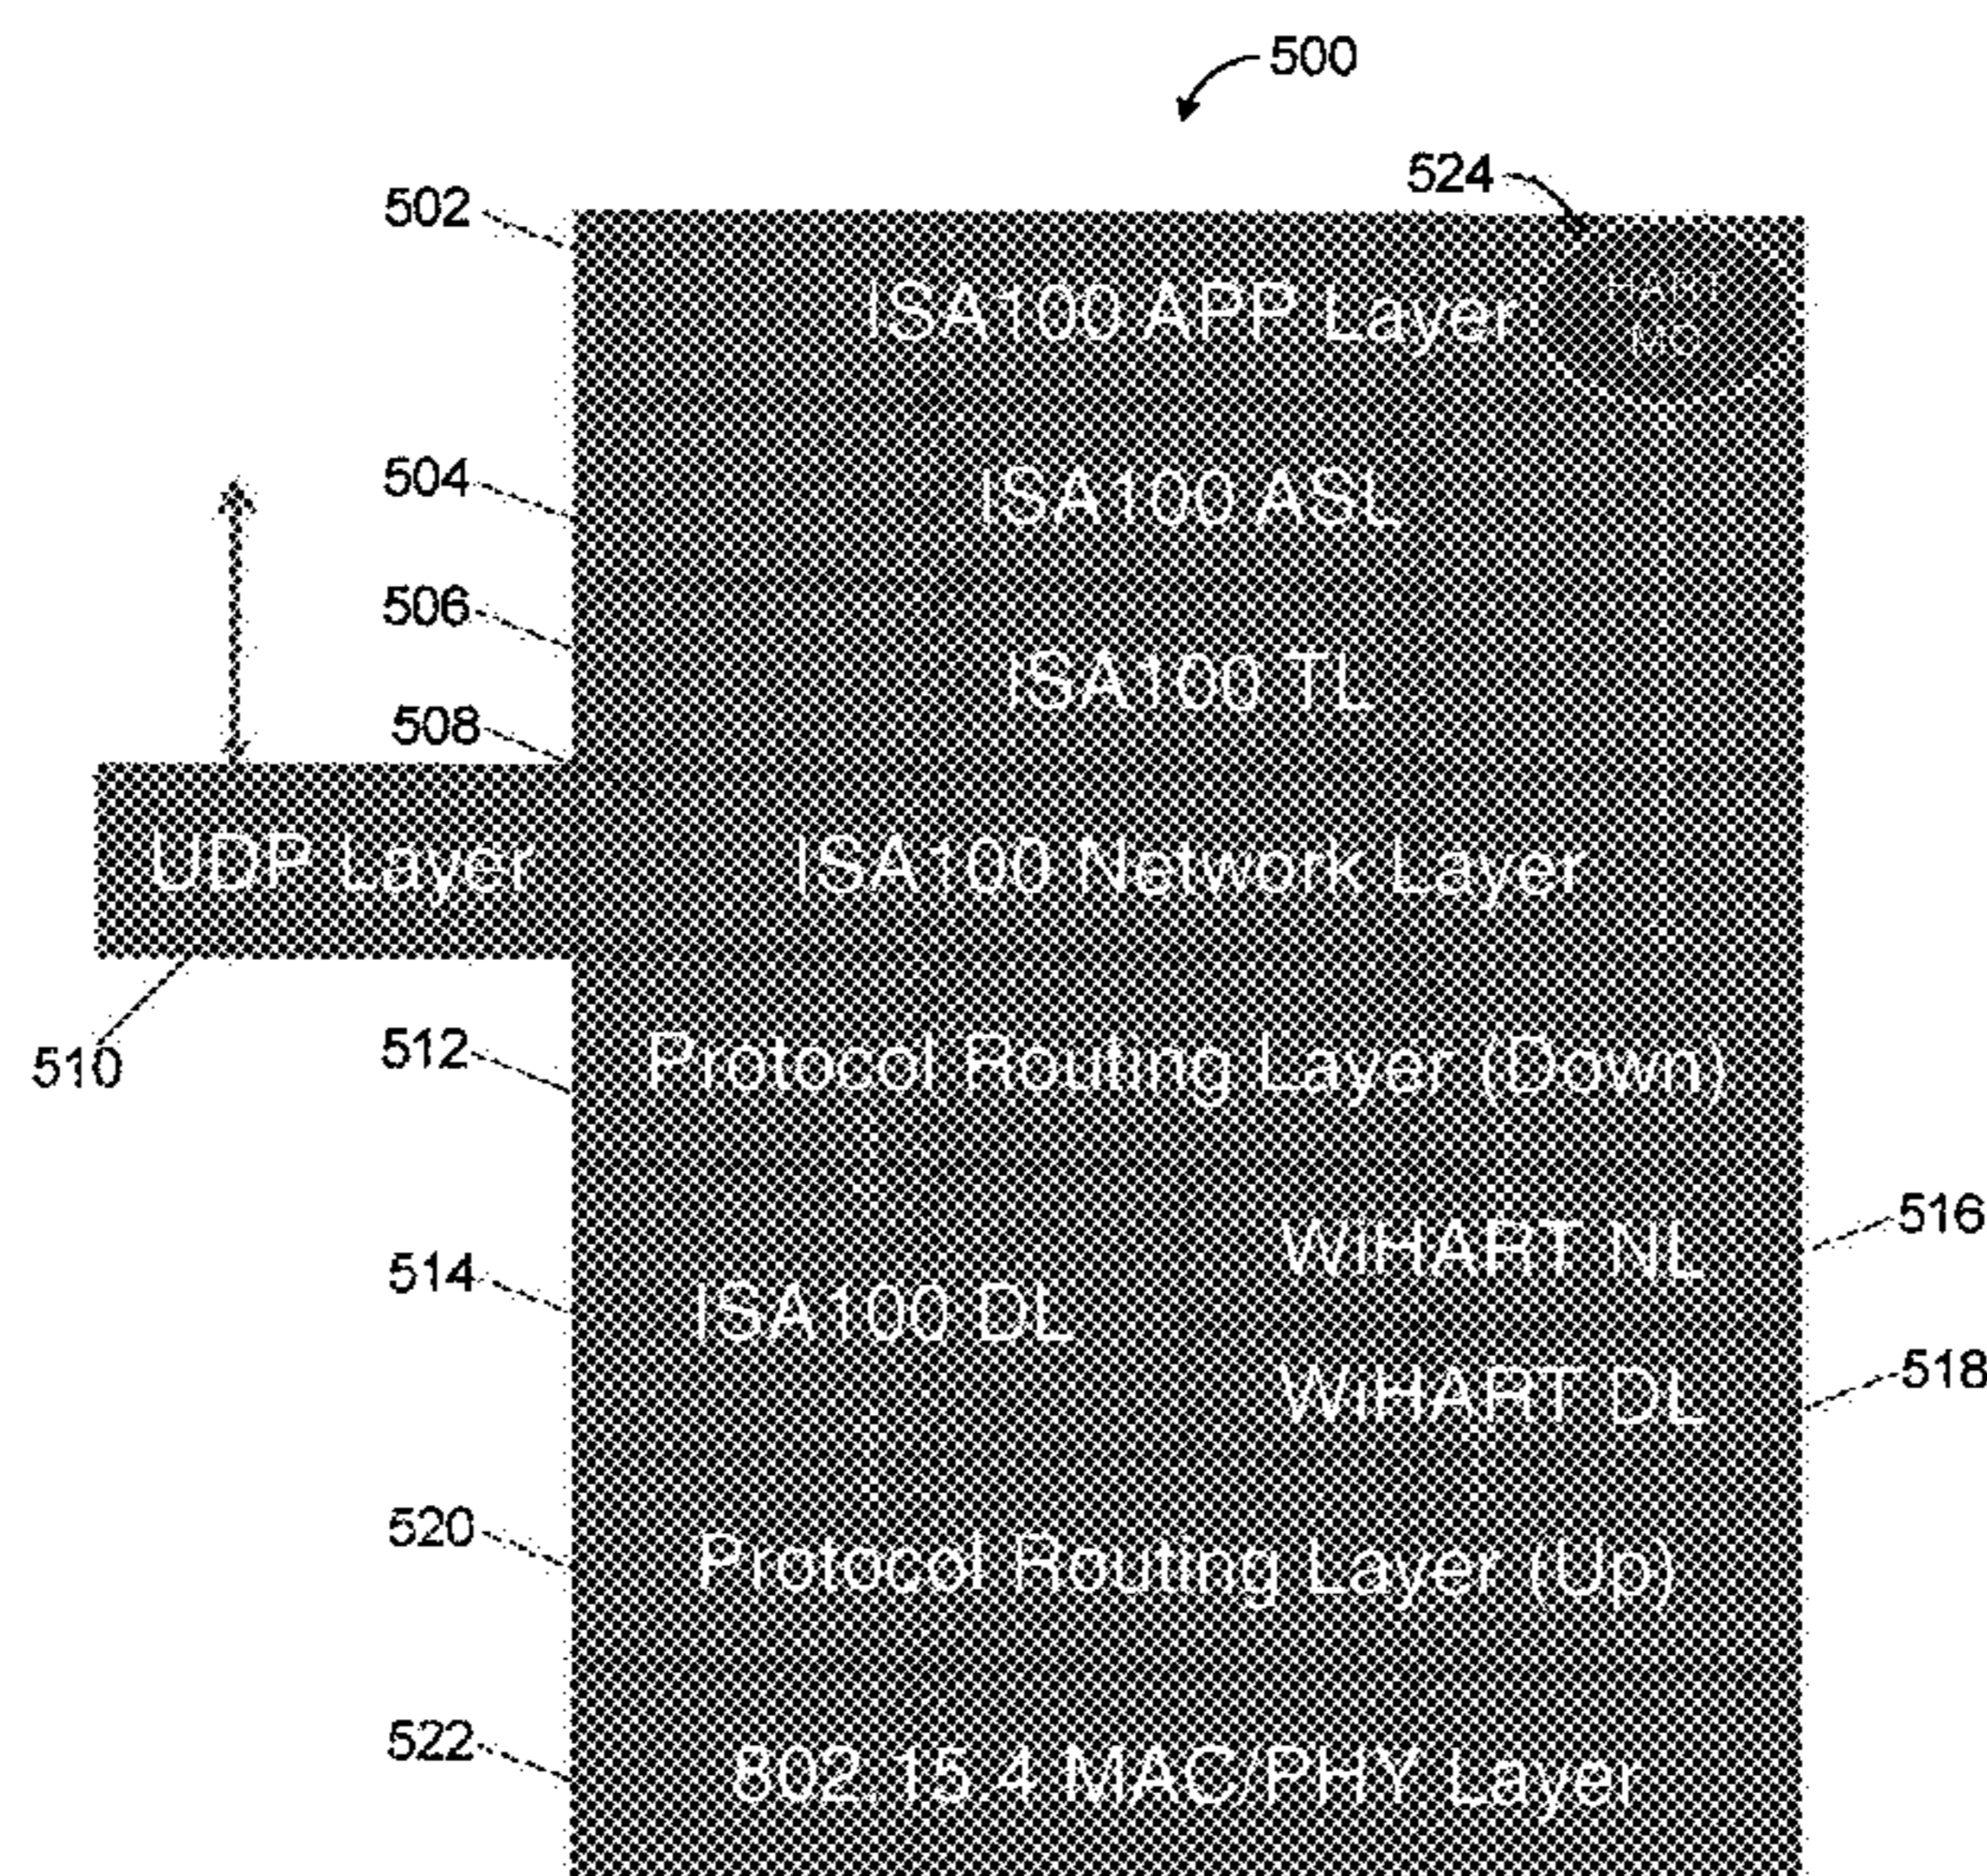 500
524
502
ISA100 APP Layer
HART
MO
504
ISA100 ASL
506
ISA100 TL
508
UDP Layer
ISA100 Network Layer
510
512
Protocol Routing Layer (Down)
WiHART NL
516
514
ISA100 DL
WiHART DL
518
520
Protocol Routing Layer (Up)
522
802.15.4 MAC/PHY Layer